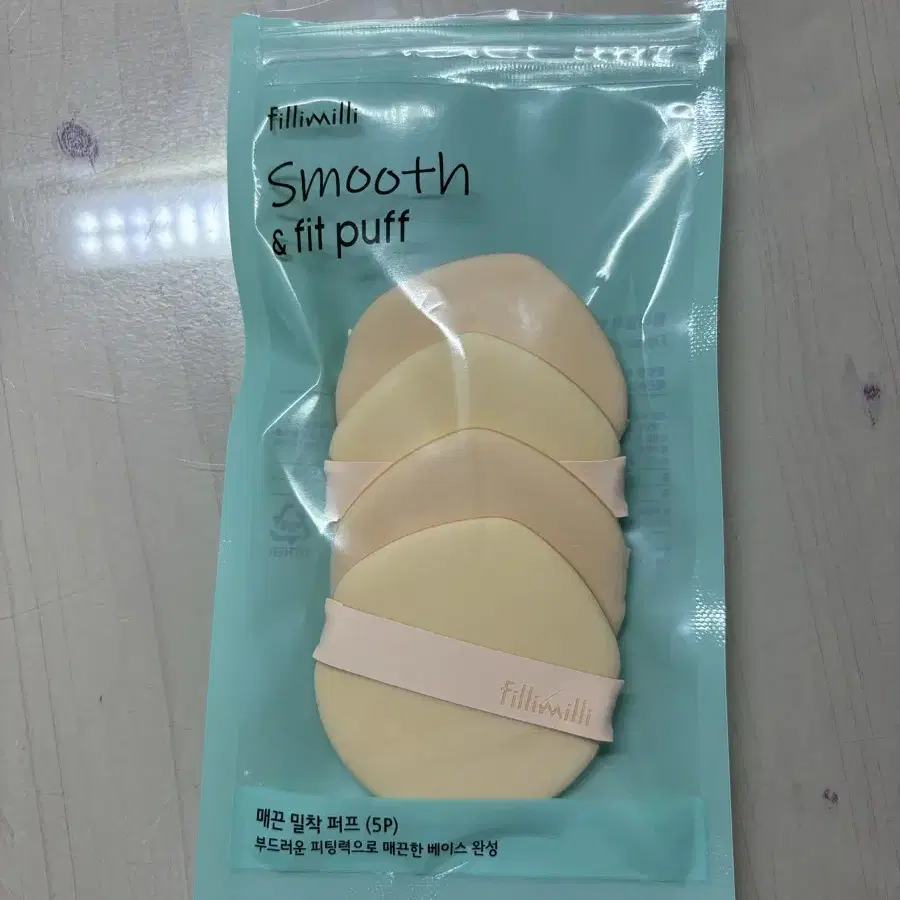 fillimilli
Smooth
& fit puff
fillimilli
매끈 밀착 퍼프 (5P)
부드러운 피팅력으로 매끈한 베이스 완성